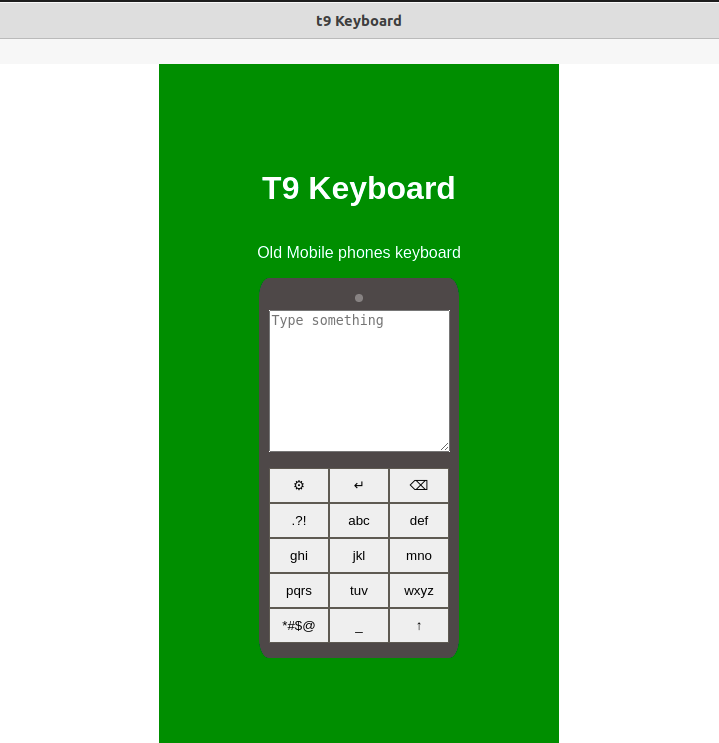 t9 Keyboard
T9 Keyboard
Old Mobile phones keyboard
Type something
⚙ ↵ ⌫
.?! abc def
ghi jkl mno
pqrs tuv wxyz
*#$@ _ ↑